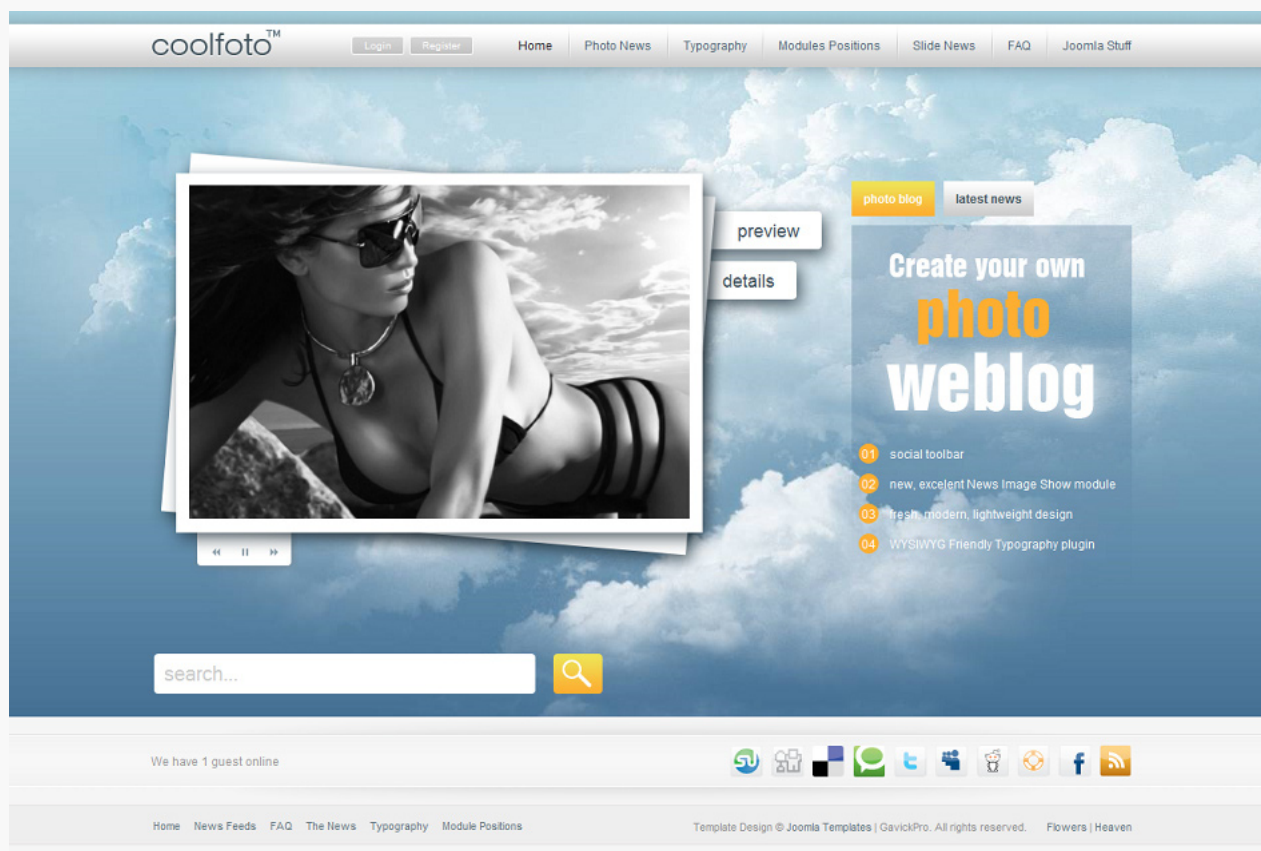 coolfoto™
Login Register Home Photo News Typography Modules Positions Slide News FAQ Joomla Stuff
photo blog latest news
preview
details
Create your own
photo
weblog
01 social toolbar
02 new, excelent News Image Show module
03 fresh, modern, lightweight design
04 WYSIWYG Friendly Typography plugin
search...
We have 1 guest online
Home News Feeds FAQ The News Typography Module Positions
Template Design © Joomla Templates | GavickPro. All rights reserved. Flowers | Heaven